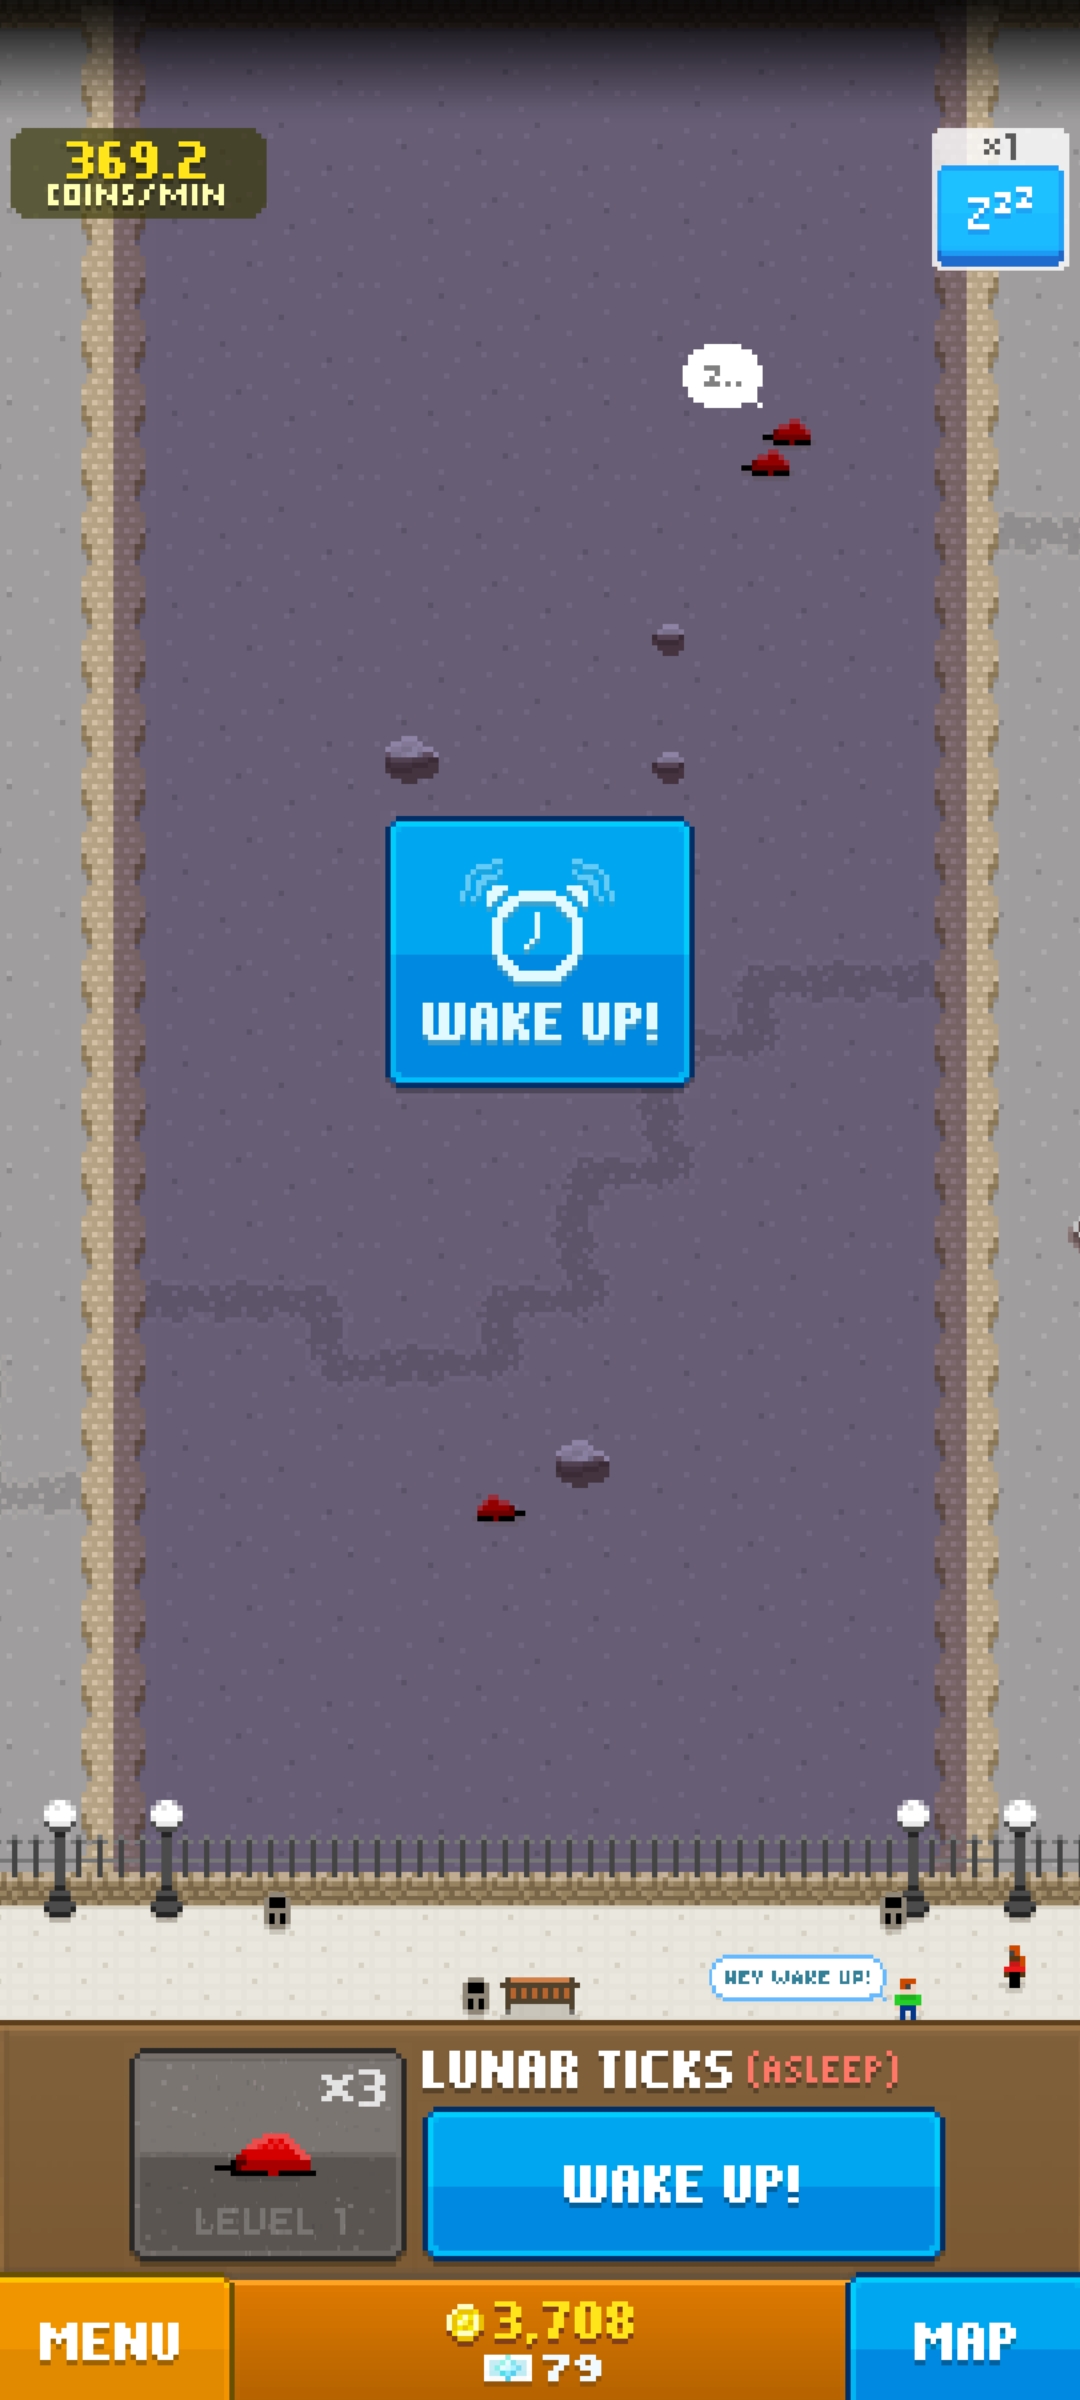 369.2
COINS/MIN
x1
Zzz
z..
WAKE UP!
HEY WAKE UP!
LUNAR TICKS (ASLEEP)
x3
LEVEL 1
WAKE UP!
MENU
3,708
79
MAP